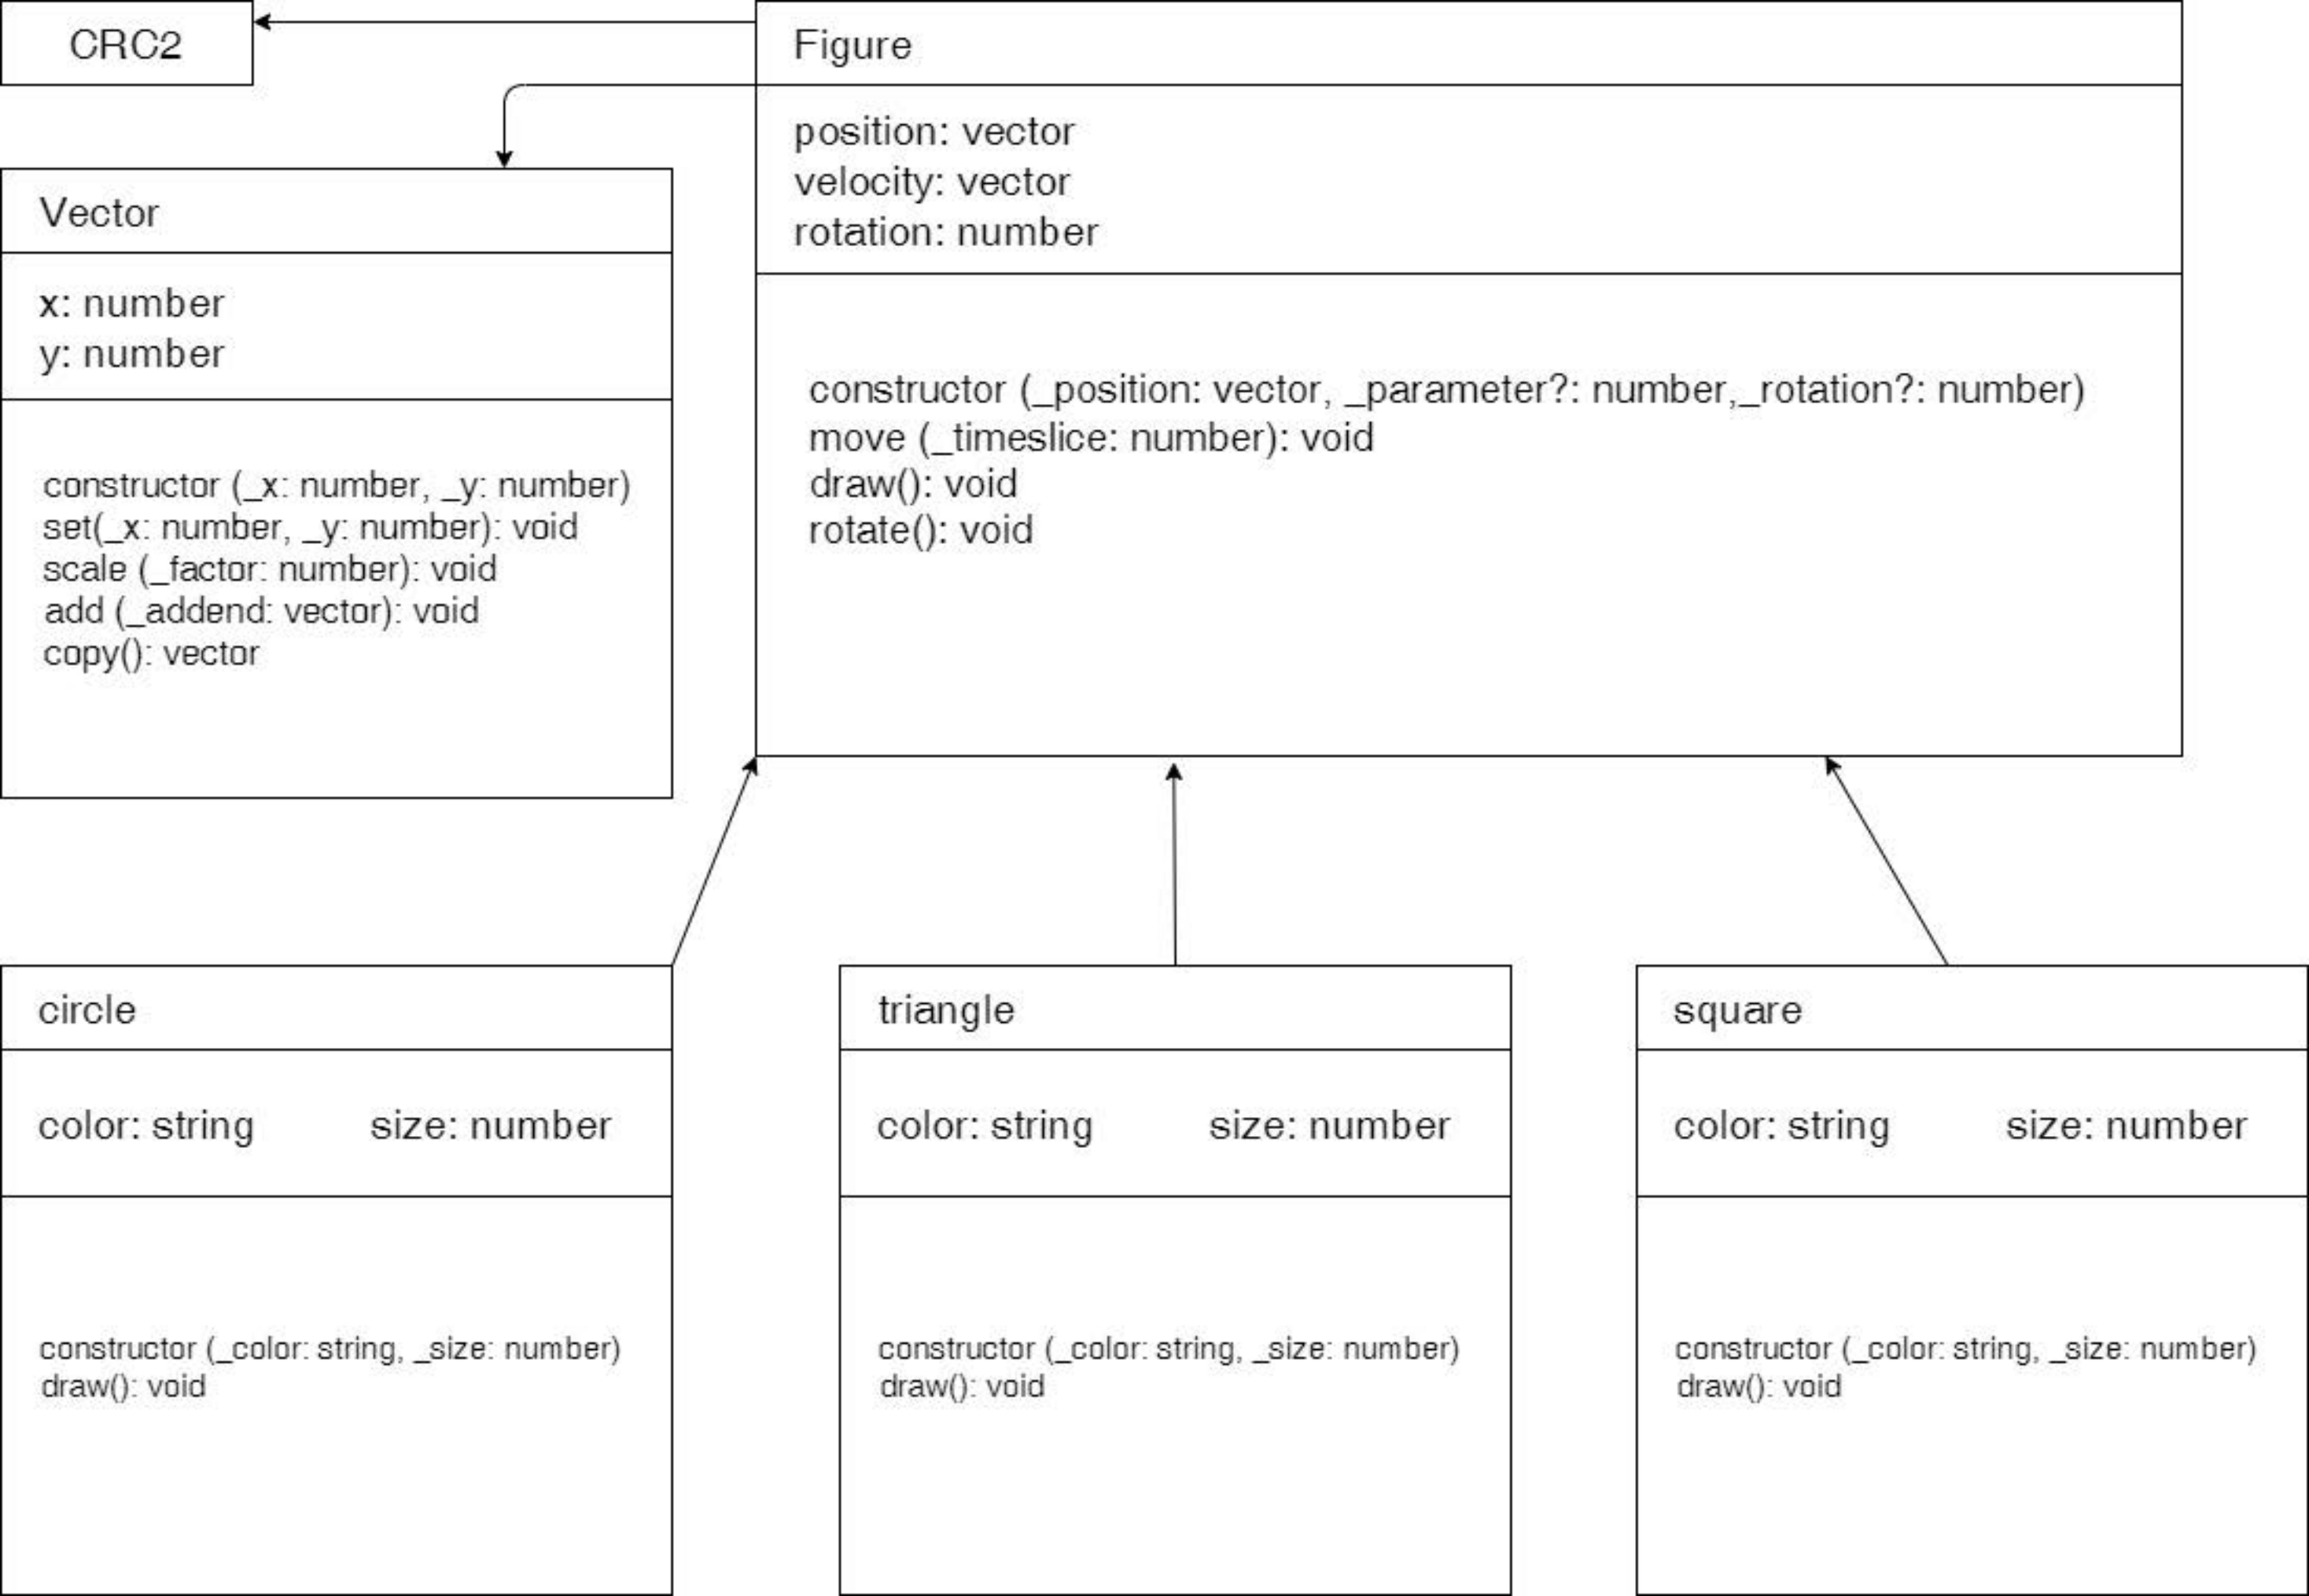 CRC2
Figure
position: vector
velocity: vector
rotation: number
constructor (_position: vector, _parameter?: number,_rotation?: number)
move (_timeslice: number): void
draw(): void
rotate(): void
Vector
x: number
y: number
constructor (_x: number, _y: number)
set(_x: number, _y: number): void
scale (_factor: number): void
add (_addend: vector): void
copy(): vector
circle
color: string size: number
constructor (_color: string, _size: number)
draw(): void
triangle
color: string size: number
constructor (_color: string, _size: number)
draw(): void
square
color: string size: number
constructor (_color: string, _size: number)
draw(): void